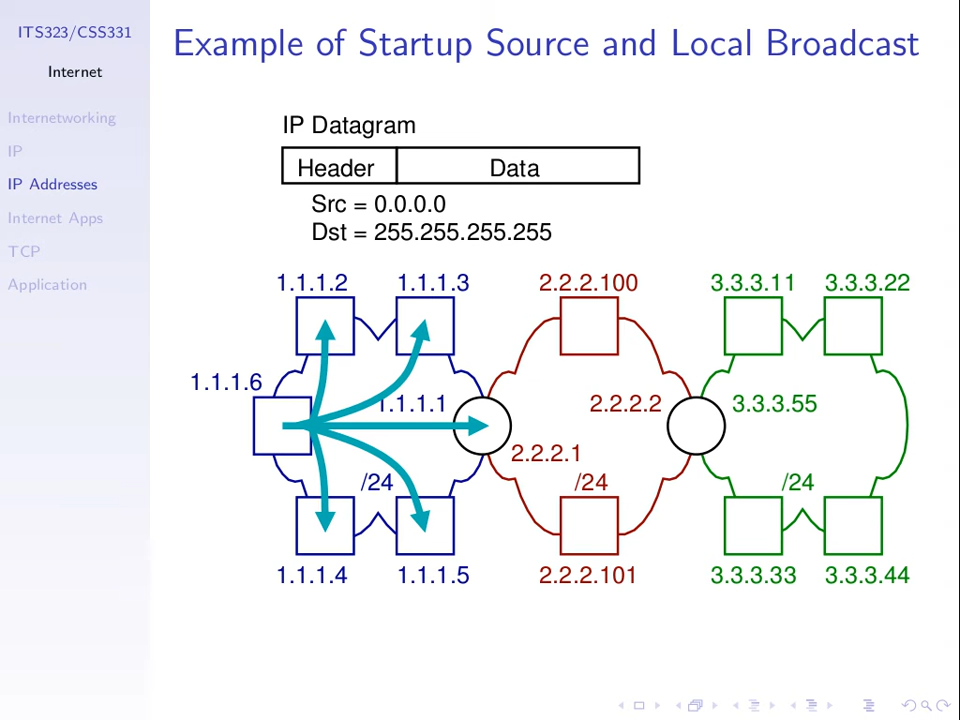 ITS323/CSS331
Internet
Internetworking
IP
IP Addresses
Internet Apps
TCP
Application
Example of Startup Source and Local Broadcast
IP Datagram
Header Data
Src = 0.0.0.0
Dst = 255.255.255.255
1.1.1.2 1.1.1.3 2.2.2.100 3.3.3.11 3.3.3.22
1.1.1.6
1.1.1.1 2.2.2.2 3.3.3.55
2.2.2.1
/24 /24 /24
1.1.1.4 1.1.1.5 2.2.2.101 3.3.3.33 3.3.3.44